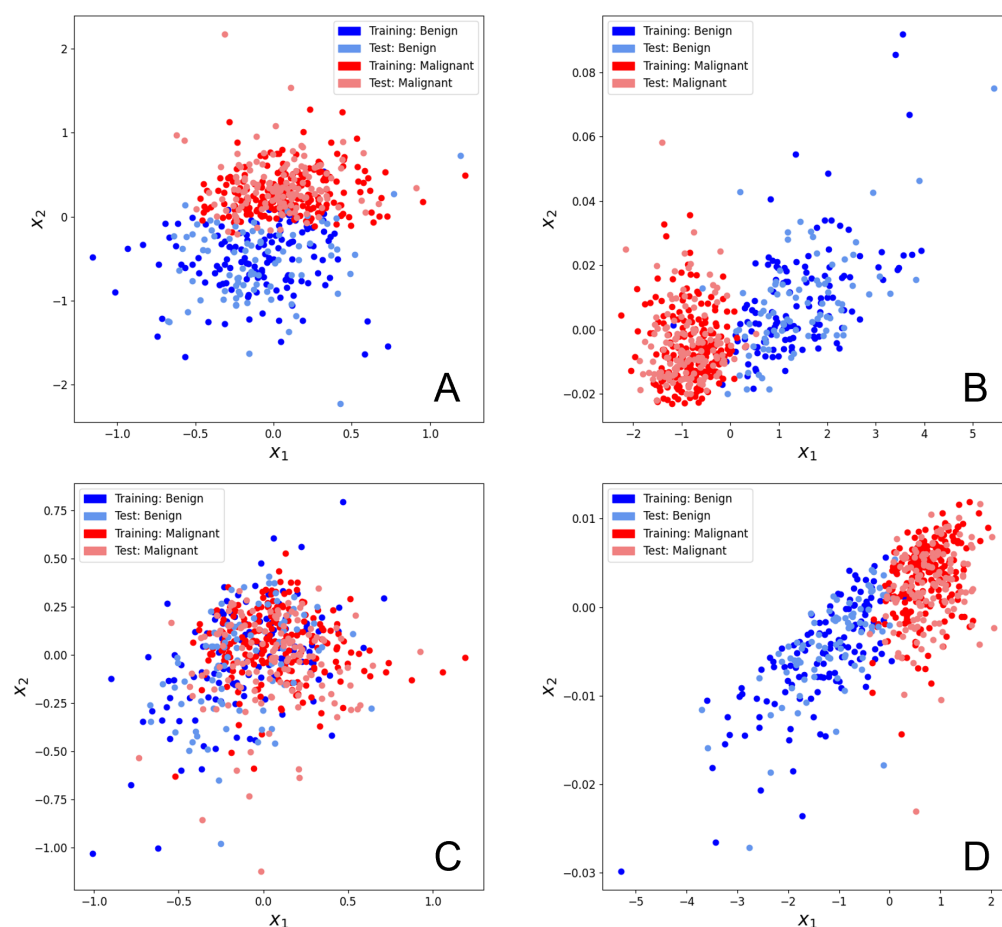 2
1
0
−1
−2
x2
−1.0
−0.5
0.0
0.5
1.0
x1
Training: Benign
Test: Benign
Training: Malignant
Test: Malignant
A
0.08
0.06
0.04
0.02
0.00
−0.02
x2
−2
−1
0
1
2
3
4
5
x1
Training: Benign
Test: Benign
Training: Malignant
Test: Malignant
B
0.75
0.50
0.25
0.00
−0.25
−0.50
−0.75
−1.00
x2
−1.0
−0.5
0.0
0.5
1.0
x1
Training: Benign
Test: Benign
Training: Malignant
Test: Malignant
C
0.01
0.00
−0.01
−0.02
−0.03
x2
−5
−4
−3
−2
−1
0
1
2
x1
Training: Benign
Test: Benign
Training: Malignant
Test: Malignant
D